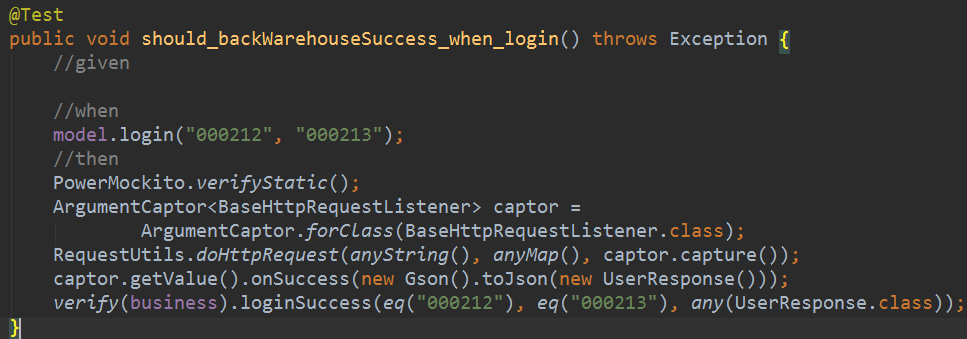 @Test
public void should_backWarehouseSuccess_when_login() throws Exception {
//given
//when
model.login("000212", "000213");
//then
PowerMockito.verifyStatic();
ArgumentCaptor<BaseHttpRequestListener> captor =
ArgumentCaptor.forClass(BaseHttpRequestListener.class);
RequestUtils.doHttpRequest(anyString(), anyMap(), captor.capture());
captor.getValue().onSuccess(new Gson().toJson(new UserResponse()));
verify(business).loginSuccess(eq("000212"), eq("000213"), any(UserResponse.class));
}